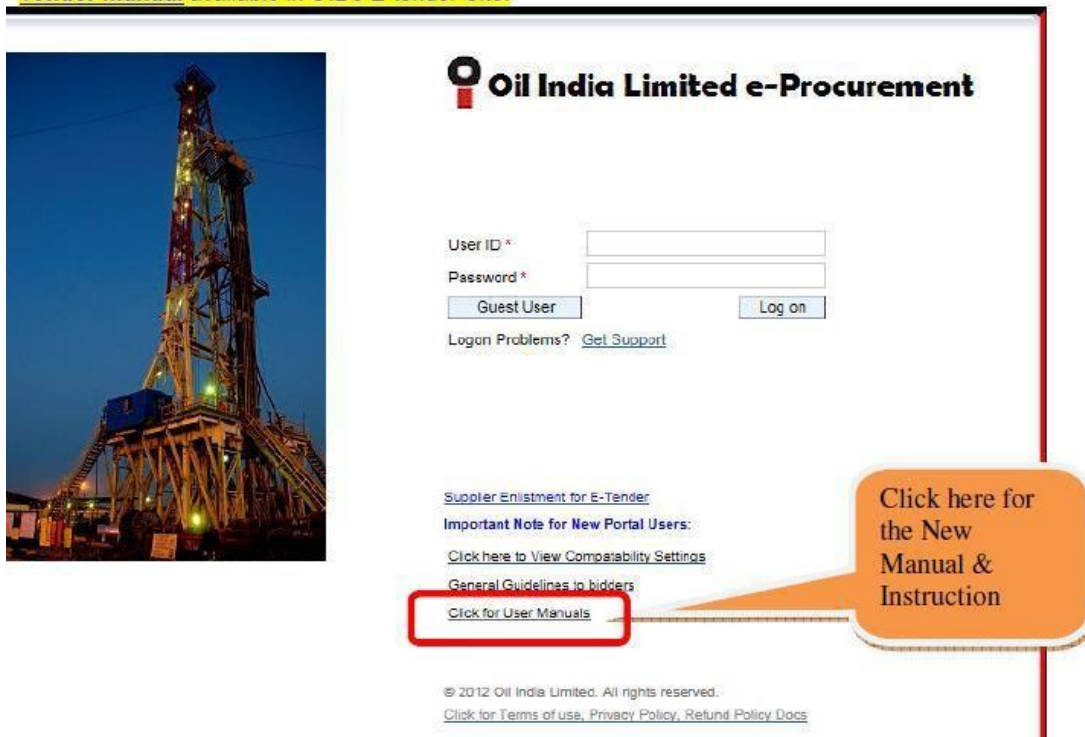 Oil India Limited e-Procurement
User ID *
Password *
Guest User
Log on
Logon Problems? Get Support
Supplier Enlistment for E-Tender
Important Note for New Portal Users:
Click here to View Compatability Settings
General Guidelines to bidders
Click for User Manuals
Click here for
the New
Manual &
Instruction
© 2012 Oil India Limited. All rights reserved.
Click for Terms of use, Privacy Policy, Refund Policy Docs